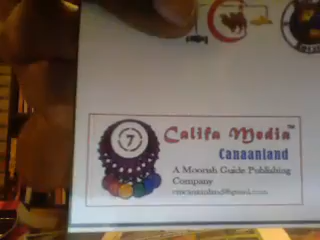 7
Califa Media™
Canaanland
A Moorish Guide Publishing
Company